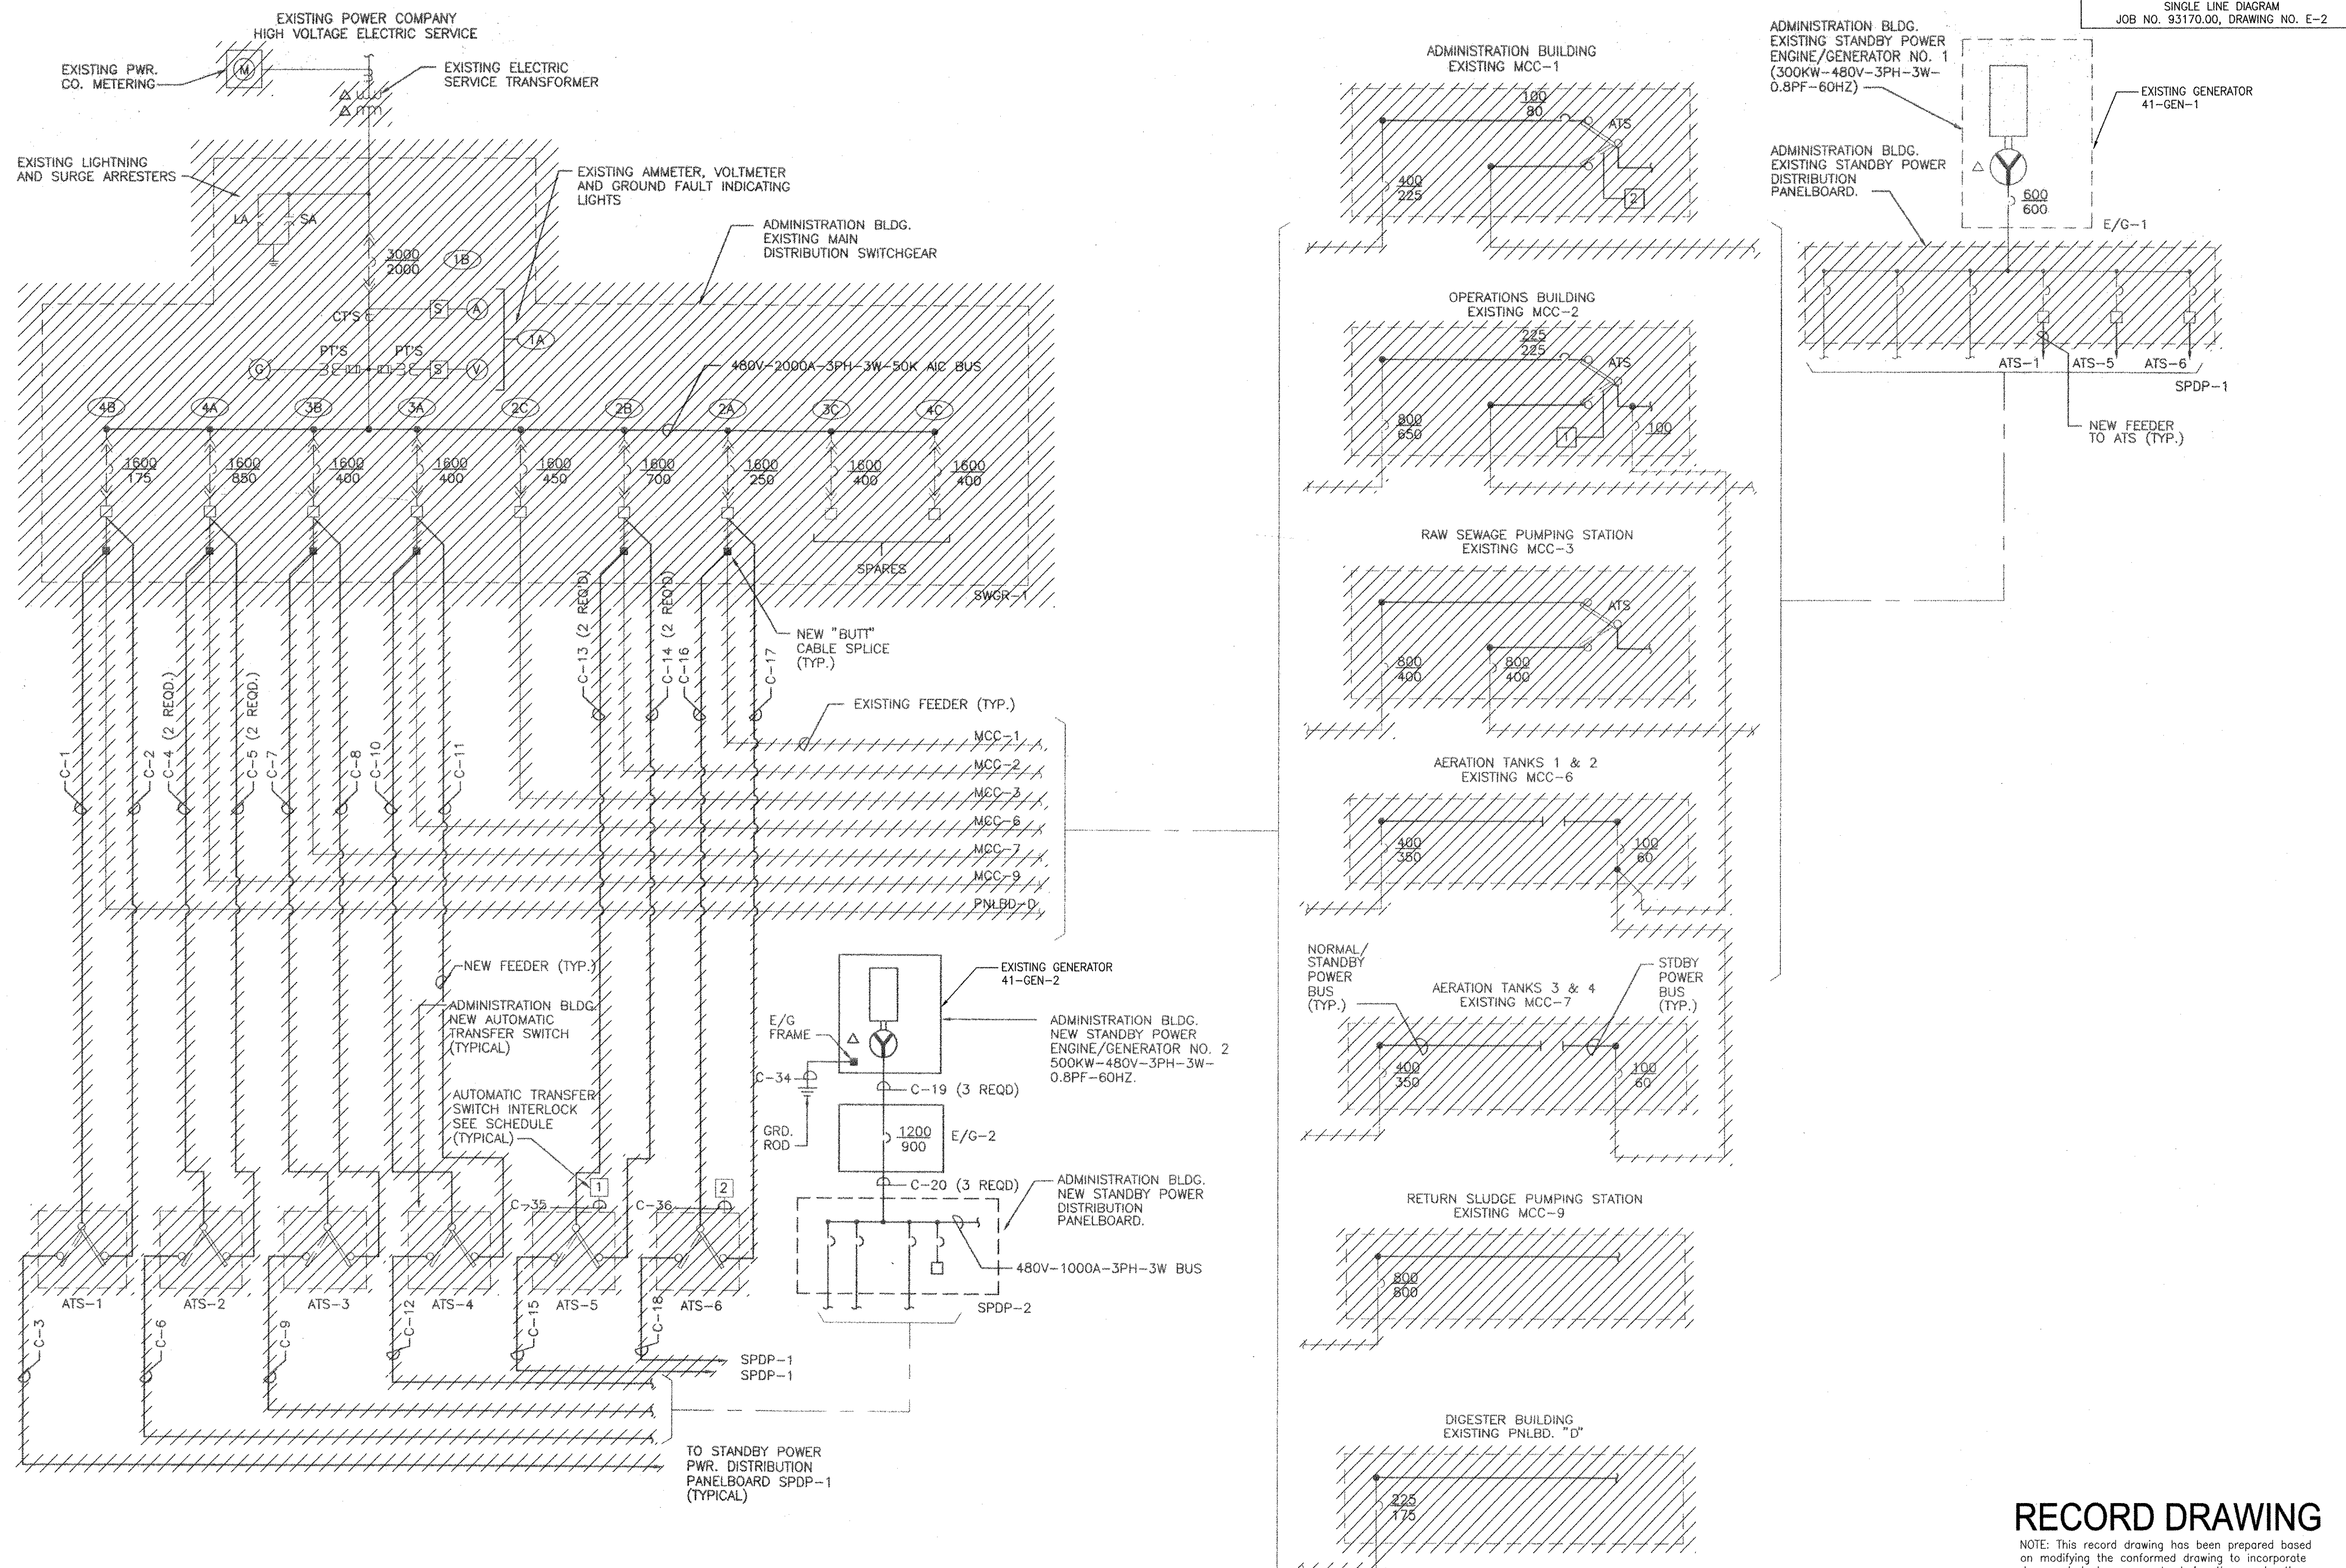 SINGLE LINE DIAGRAM
JOB NO. 93170.00, DRAWING NO. E-2
EXISTING POWER COMPANY
HIGH VOLTAGE ELECTRIC SERVICE
EXISTING PWR.
CO. METERING
M
EXISTING ELECTRIC
SERVICE TRANSFORMER
EXISTING LIGHTNING
AND SURGE ARRESTERS
LA
SA
EXISTING AMMETER, VOLTMETER
AND GROUND FAULT INDICATING
LIGHTS
ADMINISTRATION BLDG.
EXISTING MAIN
DISTRIBUTION SWITCHGEAR
3000
2000
1B
CT'S
S
A
1A
PT'S
PT'S
G
S
V
480V-2000A-3PH-3W-50K AIC BUS
4B
4A
3B
3A
2C
2B
2A
3C
4C
1600
175
1600
850
1600
400
1600
400
1600
450
1600
700
1600
250
1600
400
1600
400
SPARES
SWGR-1
NEW "BUTT"
CABLE SPLICE
(TYP.)
C-13 (2 REQ'D)
C-14 (2 REQ'D)
C-16
C-17
EXISTING FEEDER (TYP.)
C-1
C-2
C-4 (2 REQD.)
C-5 (2 REQD.)
C-7
C-8
C-10
C-11
MCC-1
MCC-2
MCC-3
MCC-6
MCC-7
MCC-9
PNLBD-D
NEW FEEDER (TYP.)
ADMINISTRATION BLDG.
NEW AUTOMATIC
TRANSFER SWITCH
(TYPICAL)
AUTOMATIC TRANSFER
SWITCH INTERLOCK
SEE SCHEDULE
(TYPICAL)
1
2
C-35
C-36
ATS-1
ATS-2
ATS-3
ATS-4
ATS-5
ATS-6
C-3
C-6
C-9
C-12
C-15
C-18
SPDP-1
SPDP-1
TO STANDBY POWER
PWR. DISTRIBUTION
PANELBOARD SPDP-1
(TYPICAL)
EXISTING GENERATOR
41-GEN-2
E/G
FRAME
ADMINISTRATION BLDG.
NEW STANDBY POWER
ENGINE/GENERATOR NO. 2
500KW-480V-3PH-3W-
0.8PF-60HZ.
C-34
C-19 (3 REQD)
GRD.
ROD
1200
900
E/G-2
C-20 (3 REQD)
ADMINISTRATION BLDG.
NEW STANDBY POWER
DISTRIBUTION
PANELBOARD.
480V-1000A-3PH-3W BUS
SPDP-2
ADMINISTRATION BUILDING
EXISTING MCC-1
100
80
ATS
400
225
2
OPERATIONS BUILDING
EXISTING MCC-2
225
225
ATS
800
650
1
100
RAW SEWAGE PUMPING STATION
EXISTING MCC-3
ATS
800
400
800
400
AERATION TANKS 1 & 2
EXISTING MCC-6
400
350
100
60
NORMAL/
STANDBY
POWER
BUS
(TYP.)
AERATION TANKS 3 & 4
EXISTING MCC-7
STDBY
POWER
BUS
(TYP.)
400
350
100
60
RETURN SLUDGE PUMPING STATION
EXISTING MCC-9
800
800
DIGESTER BUILDING
EXISTING PNLBD. "D"
225
175
ADMINISTRATION BLDG.
EXISTING STANDBY POWER
ENGINE/GENERATOR NO. 1
(300KW-480V-3PH-3W-
0.8PF-60HZ)
EXISTING GENERATOR
41-GEN-1
ADMINISTRATION BLDG.
EXISTING STANDBY POWER
DISTRIBUTION
PANELBOARD.
600
600
E/G-1
ATS-1
ATS-5
ATS-6
SPDP-1
NEW FEEDER
TO ATS (TYP.)
RECORD DRAWING
NOTE: This record drawing has been prepared based
on modifying the conformed drawing to incorporate